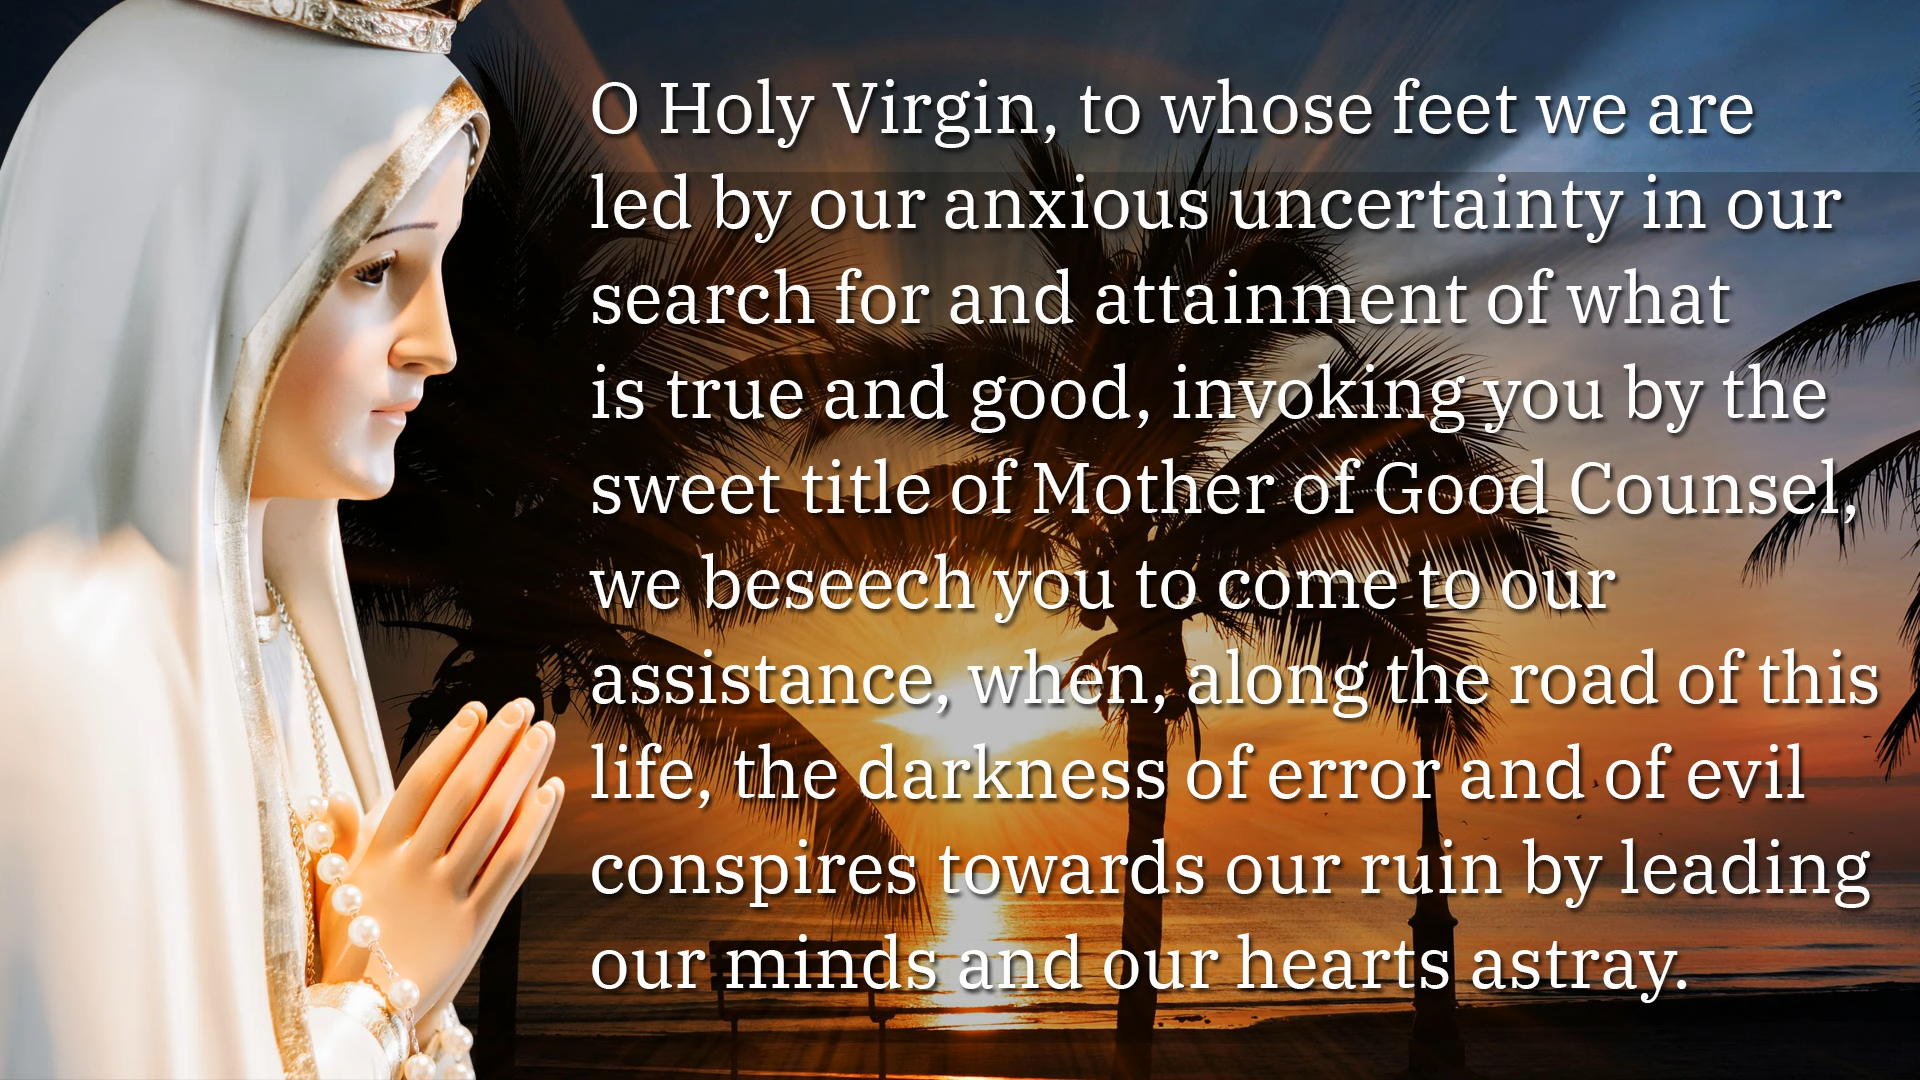 O Holy Virgin, to whose feet we are
led by our anxious uncertainty in our
search for and attainment of what
is true and good, invoking you by the
sweet title of Mother of Good Counsel,
we beseech you to come to our
assistance, when, along the road of this
life, the darkness of error and of evil
conspires towards our ruin by leading
our minds and our hearts astray.